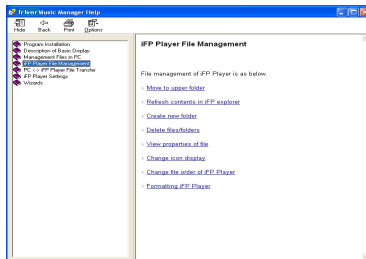 iriver Music Manager Help
Hide Back Print Options
Program Installation
Description of Basic Display
Management Files in PC
iFP Player File Management
PC <-> iFP Player File Transfer
iFP Player Settings
Wizards
iFP Player File Management
File management of iFP Player is as below.
› Move to upper folder
› Refresh contents in iFP explorer
› Create new folder
› Delete files/folders
› View properties of file
› Change icon display
› Change file order of iFP Player
› Formatting iFP Player